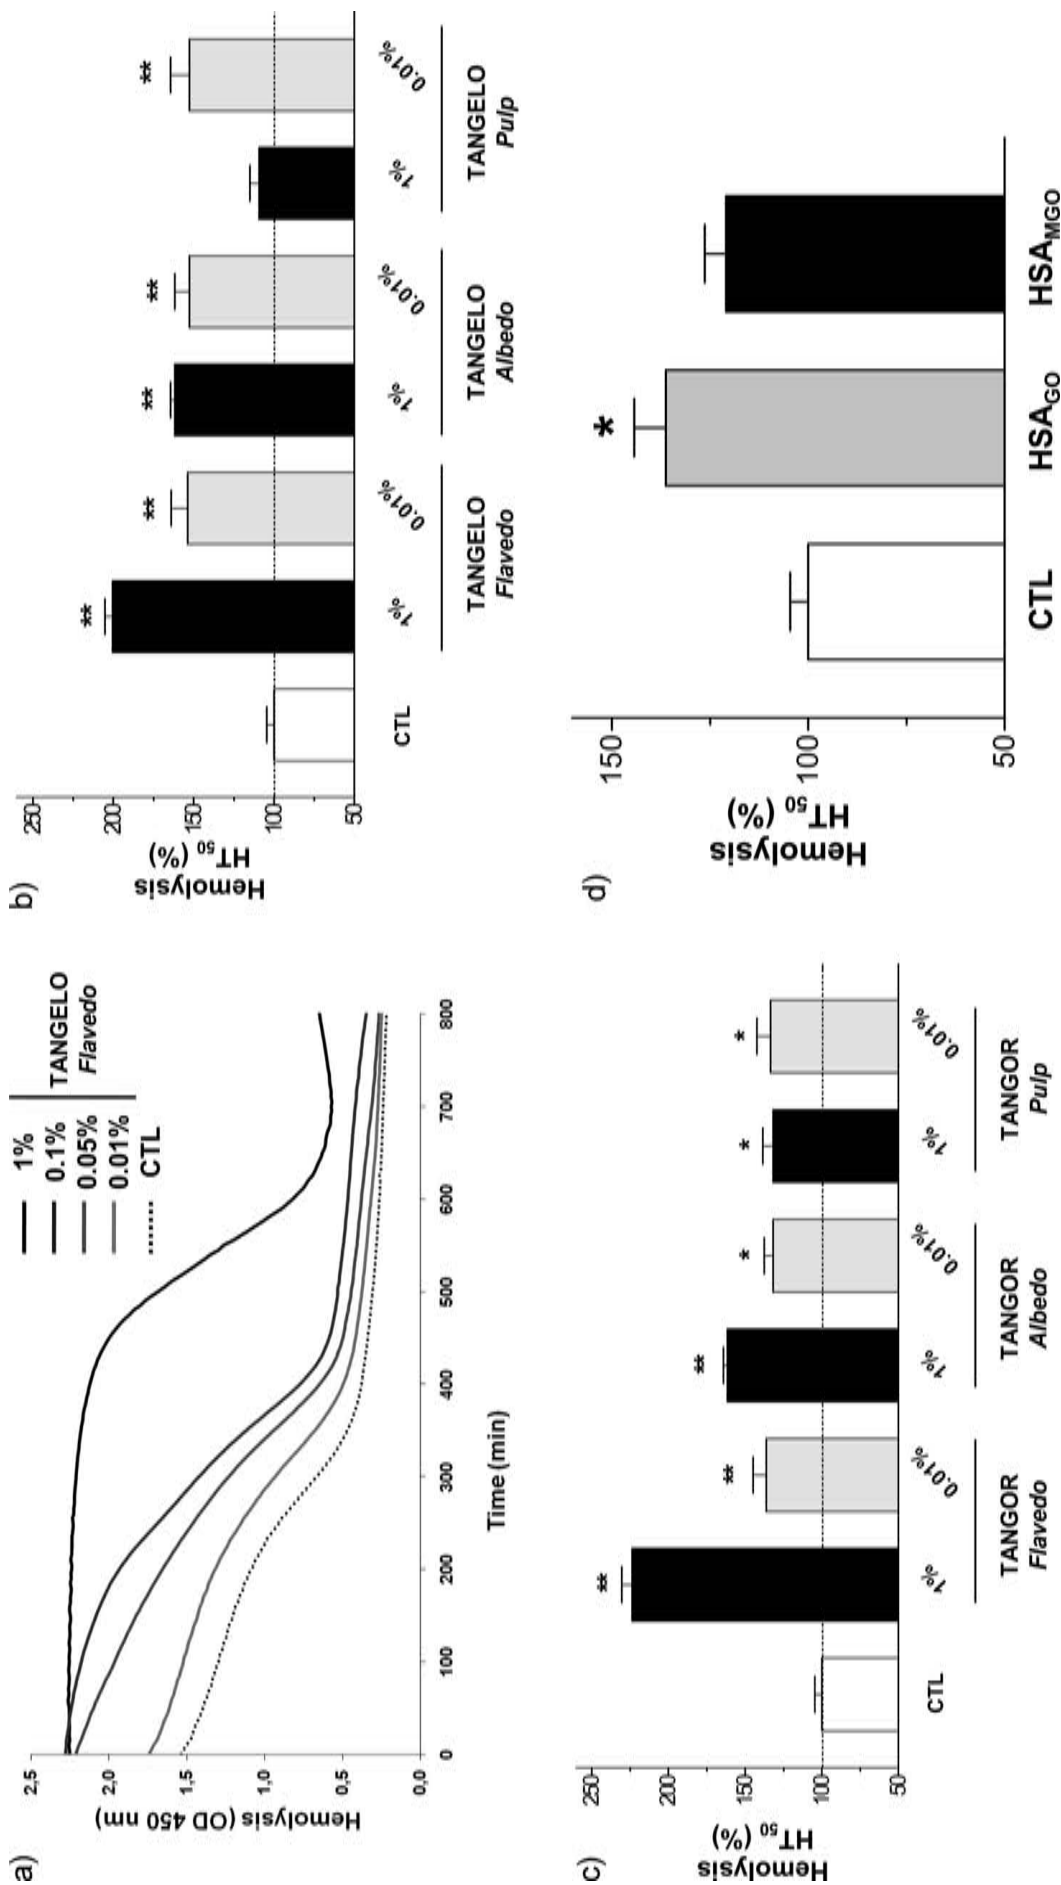 a)
Hemolysis (OD 450 nm)
2,5
2,0
1,5
1,0
0,5
0,0
0
100
200
300
400
500
600
700
800
Time (min)
1%
0.1%
0.05%
0.01%
CTL
TANGELO
Flavedo
b)
Hemolysis
HT50 (%)
250
200
150
100
50
**
**
**
**
**
CTL
1%
0.01%
1%
0.01%
1%
0.01%
TANGELO
Flavedo
TANGELO
Albedo
TANGELO
Pulp
c)
Hemolysis
HT50 (%)
250
200
150
100
50
**
**
**
*
*
*
CTL
1%
0.01%
1%
0.01%
1%
0.01%
TANGOR
Flavedo
TANGOR
Albedo
TANGOR
Pulp
d)
Hemolysis
HT50 (%)
150
100
50
*
CTL
HSAGO
HSAMGO